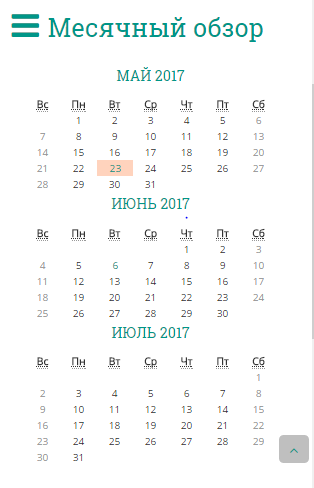 Месячный обзор
МАЙ 2017
Вс Пн Вт Ср Чт Пт Сб
1 2 3 4 5 6
7 8 9 10 11 12 13
14 15 16 17 18 19 20
21 22 23 24 25 26 27
28 29 30 31
ИЮНЬ 2017
Вс Пн Вт Ср Чт Пт Сб
1 2 3
4 5 6 7 8 9 10
11 12 13 14 15 16 17
18 19 20 21 22 23 24
25 26 27 28 29 30
ИЮЛЬ 2017
Вс Пн Вт Ср Чт Пт Сб
1
2 3 4 5 6 7 8
9 10 11 12 13 14 15
16 17 18 19 20 21 22
23 24 25 26 27 28 29
30 31